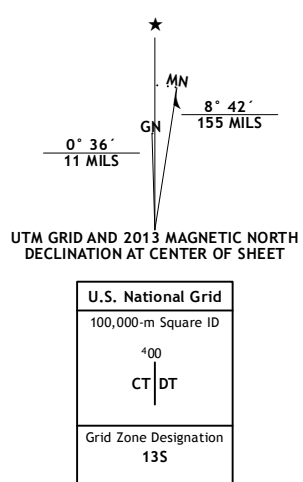 ★
MN
8° 42´
155 MILS
GN
0° 36´
11 MILS
UTM GRID AND 2013 MAGNETIC NORTH
DECLINATION AT CENTER OF SHEET
U.S. National Grid
100,000-m Square ID
⁴00
CT DT
Grid Zone Designation
13S